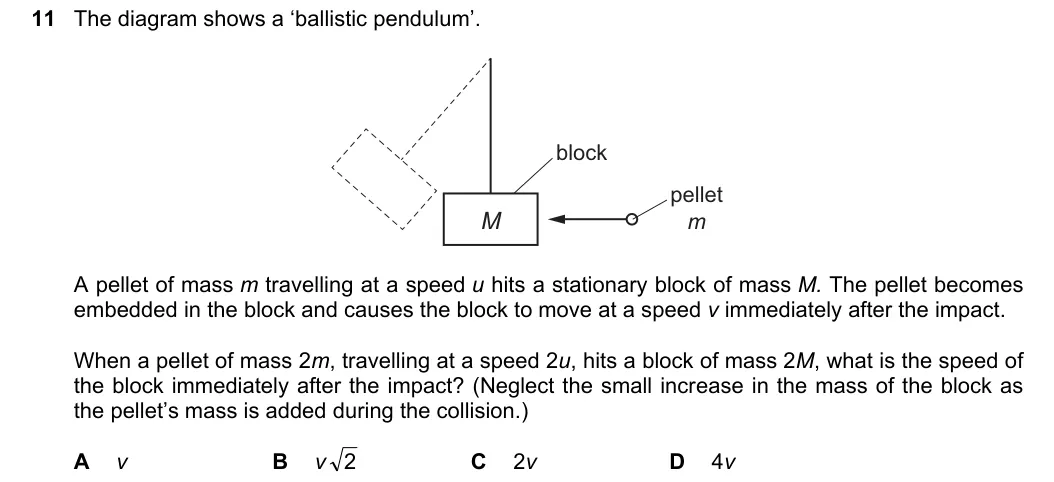 11 The diagram shows a ‘ballistic pendulum’.
block
pellet
M
m
A pellet of mass m travelling at a speed u hits a stationary block of mass M. The pellet becomes
embedded in the block and causes the block to move at a speed v immediately after the impact.
When a pellet of mass 2m, travelling at a speed 2u, hits a block of mass 2M, what is the speed of
the block immediately after the impact? (Neglect the small increase in the mass of the block as
the pellet’s mass is added during the collision.)
A v B v√2 C 2v D 4v